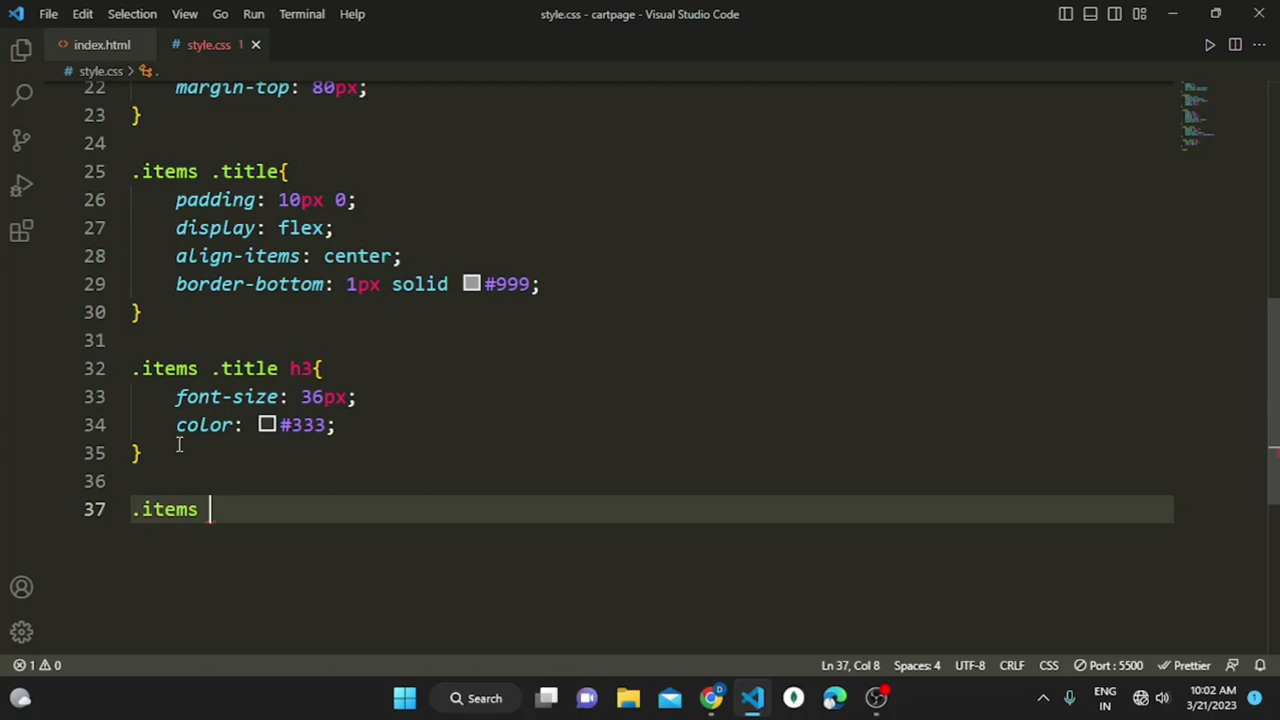 File Edit Selection View Go Run Terminal Help
style.css - cartpage - Visual Studio Code
<> index.html
# style.css 1
# style.css > .
22 margin-top: 80px;
23 }
24
25 .items .title{
26 padding: 10px 0;
27 display: flex;
28 align-items: center;
29 border-bottom: 1px solid #999;
30 }
31
32 .items .title h3{
33 font-size: 36px;
34 color: #333;
35 }
36
37 .items
1 0
Ln 37, Col 8 Spaces: 4 UTF-8 CRLF CSS Port : 5500 Prettier
Search
D
ENG
IN
10:02 AM
3/21/2023
1